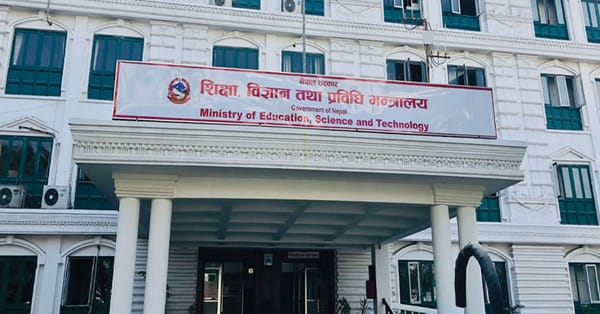 नेपाल सरकार
शिक्षा, विज्ञान तथा प्रविधि मन्त्रालय
Government of Nepal
Ministry of Education, Science and Technology